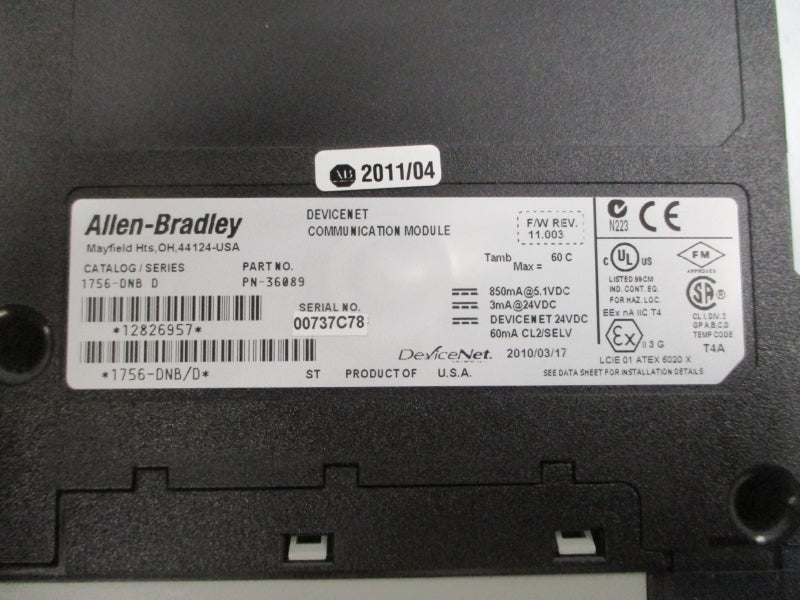 AB 2011/04
Allen-Bradley
Mayfield Hts,OH,44124-USA
DEVICENET
COMMUNICATION MODULE
F/W REV.
11.003
CATALOG / SERIES PART NO.
1756-DNB D PN-36089
Tamb Max = 60 C
*12826957*
SERIAL NO.
00737C78
850mA@5.1VDC
3mA@24VDC
DEVICENET 24VDC
60mA CL2/SELV
*1756-DNB/D*
ST PRODUCT OF U.S.A.
DeviceNet.
2010/03/17
N223 CE
C UL US
LISTED 99CM
IND. CONT. EQ.
FOR HAZ. LOC.
EEx nA IIC T4
Ex II 3 G
LCIE 01 ATEX 6020 X
FM
APPROVED
SA
CL I, DIV. 2
GP A,B,C,D
TEMP CODE
T4A
SEE DATA SHEET FOR INSTALLATION DETAILS